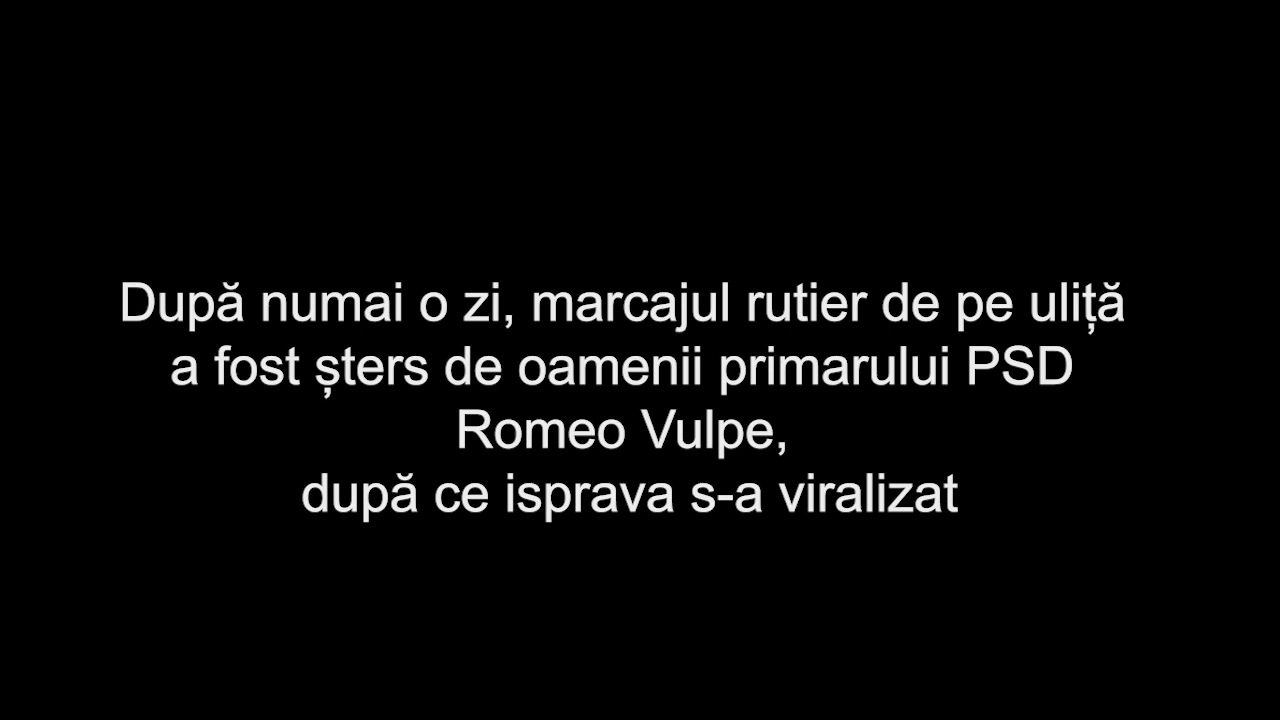 După numai o zi, marcajul rutier de pe uliță
a fost șters de oamenii primarului PSD
Romeo Vulpe,
după ce isprava s-a viralizat